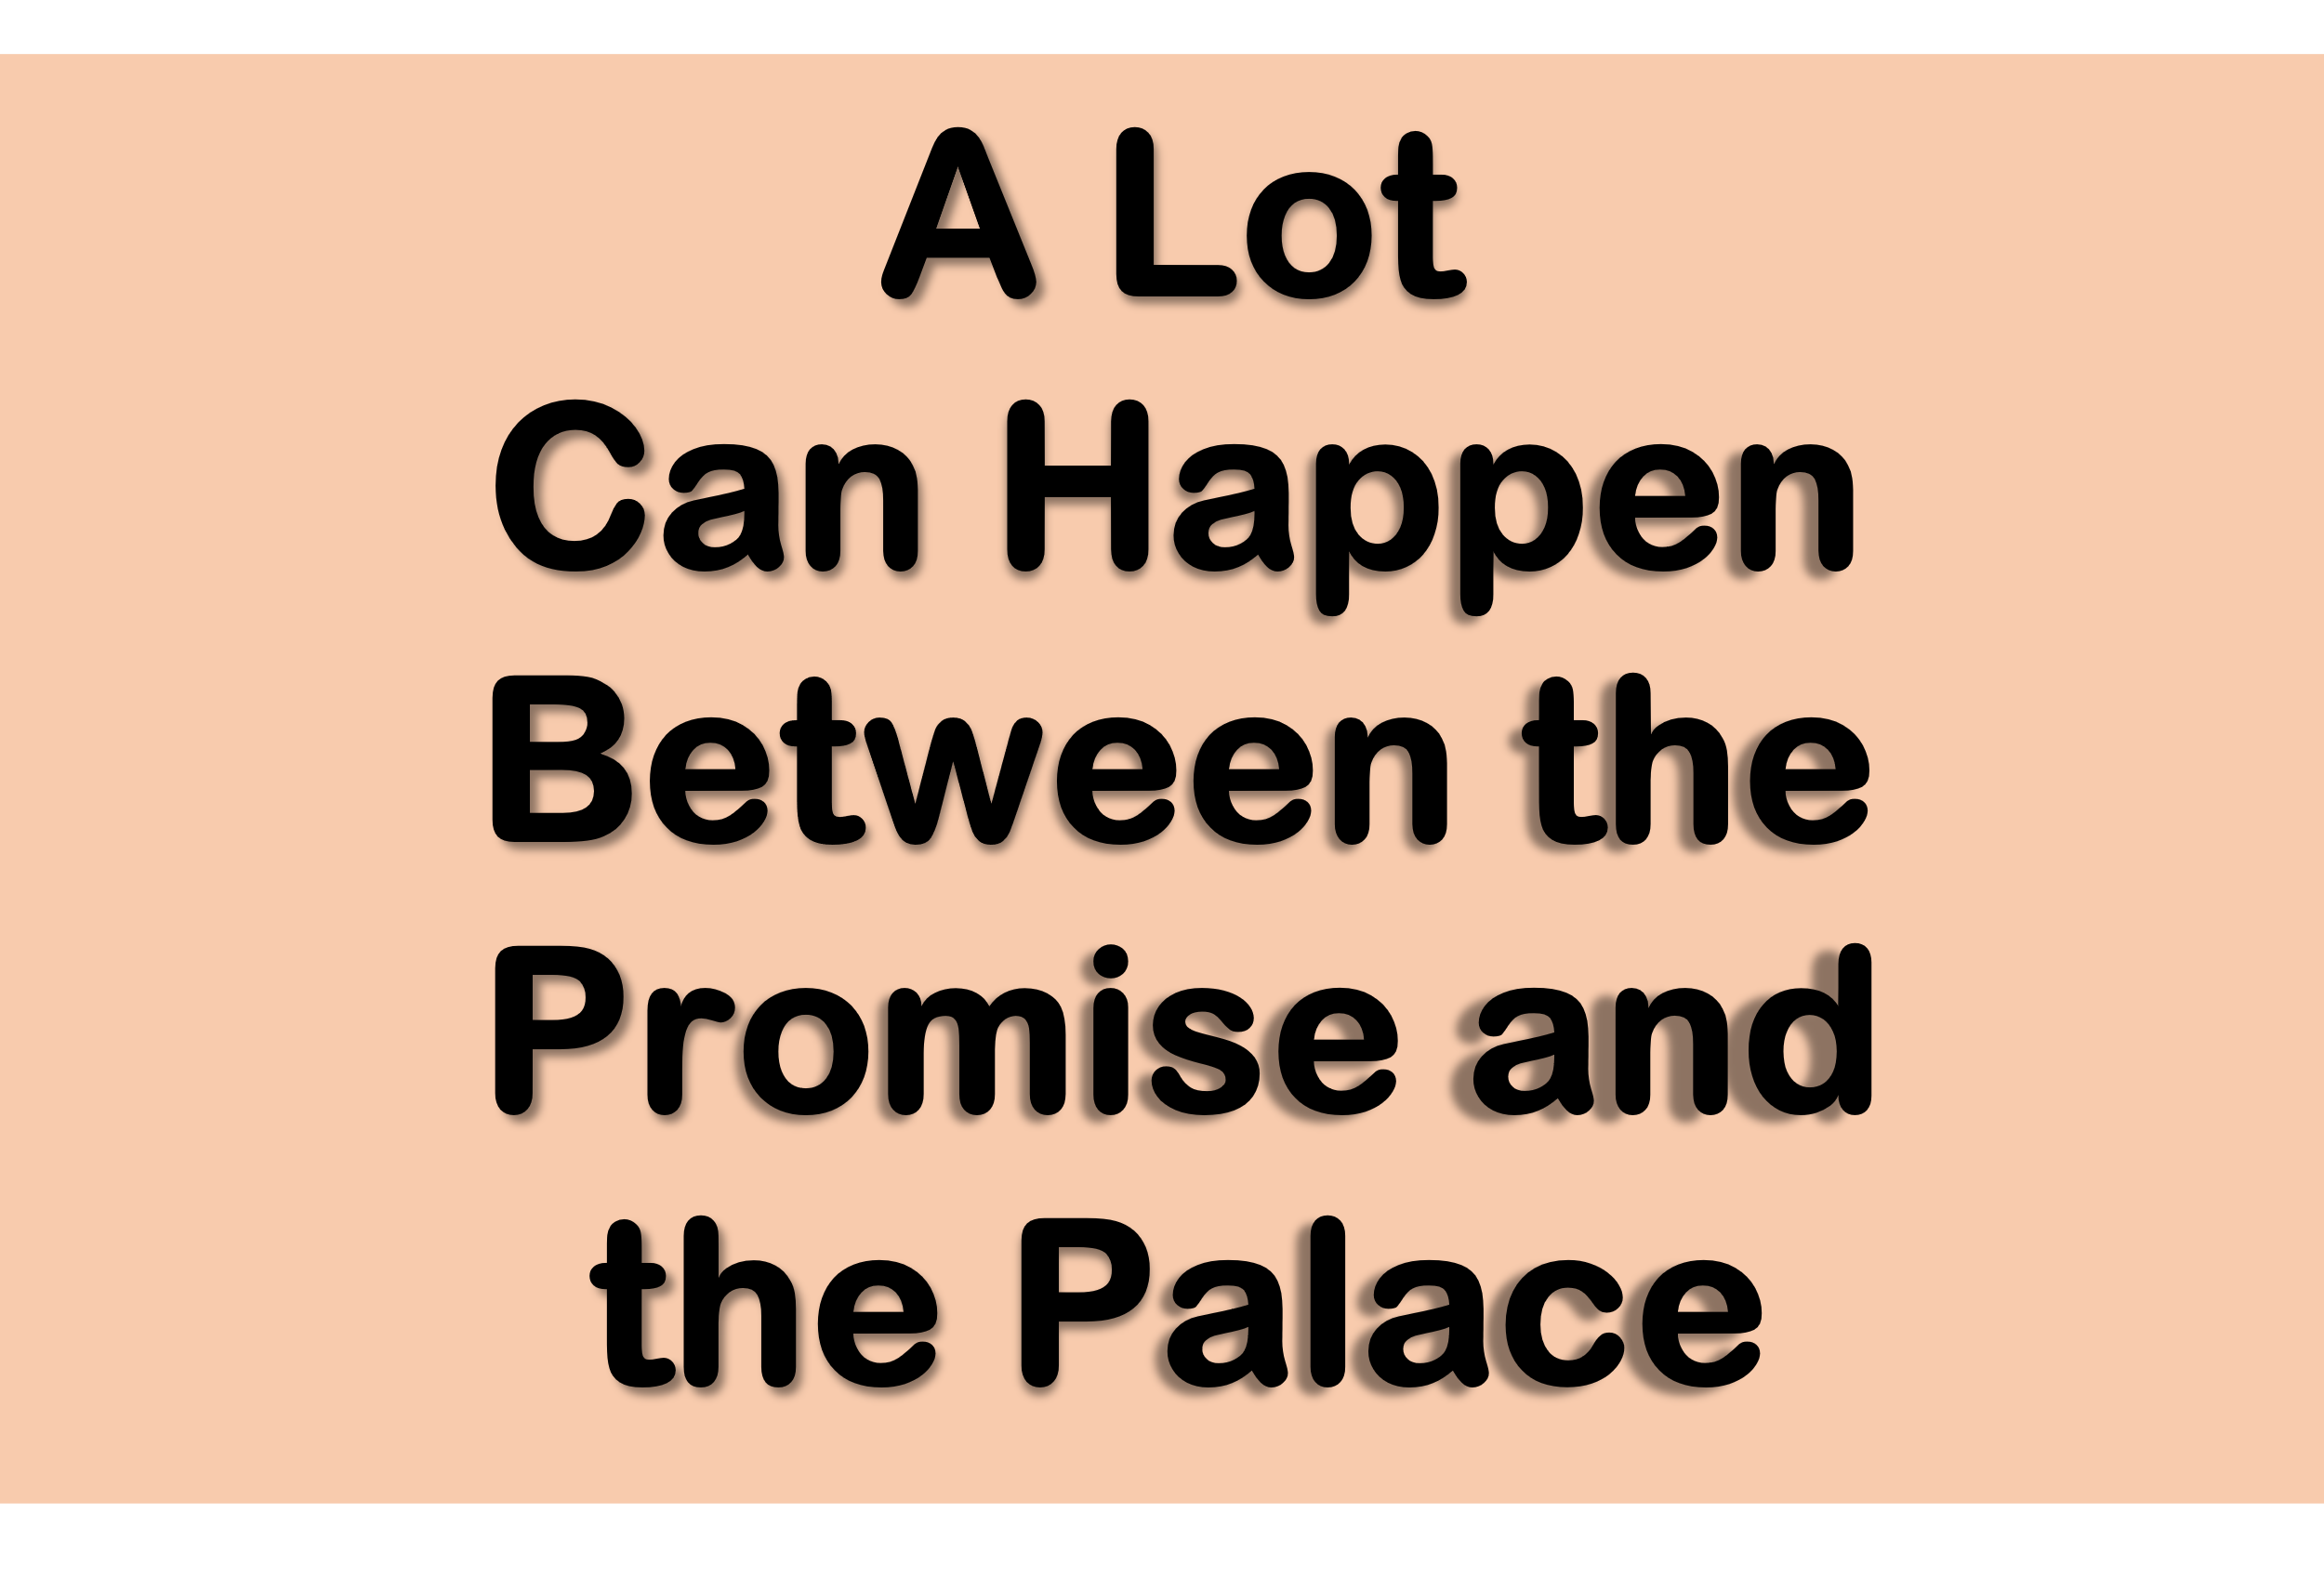 A Lot
Can Happen
Between the
Promise and
the Palace